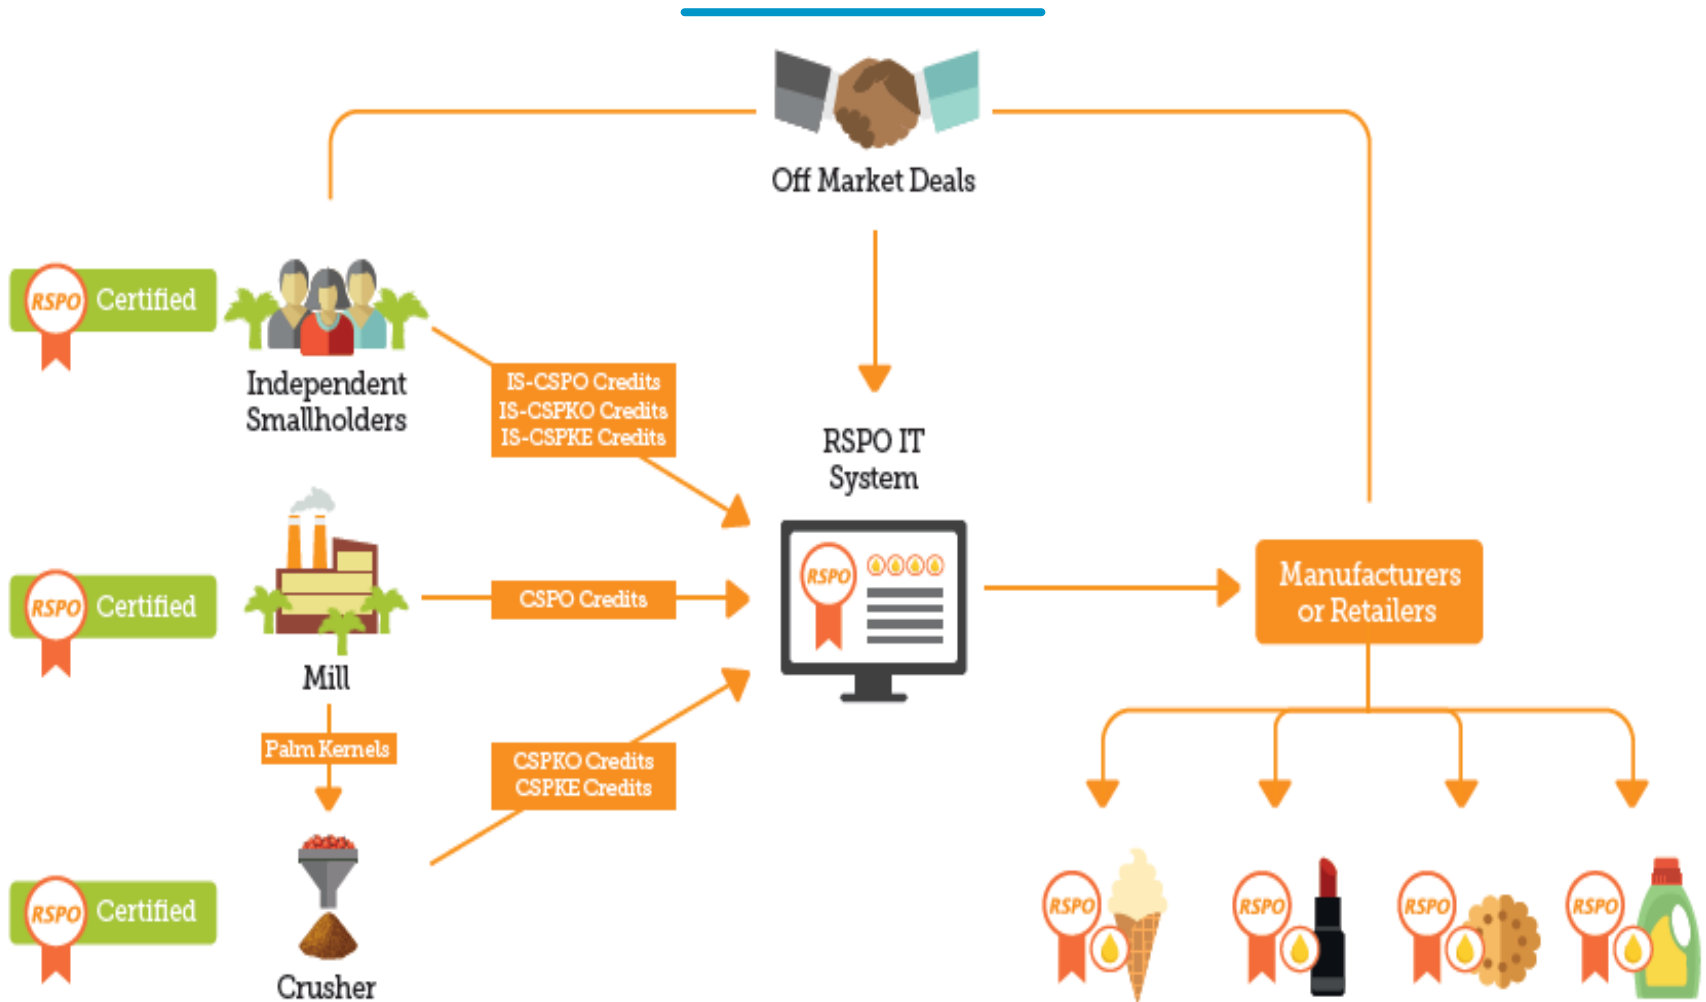 Off Market Deals
RSPO Certified
Independent
Smallholders
IS-CSPO Credits
IS-CSPKO Credits
IS-CSPKE Credits
RSPO IT
System
RSPO Certified
Mill
CSPO Credits
RSPO
Manufacturers
or Retailers
Palm Kernels
CSPKO Credits
CSPKE Credits
RSPO Certified
Crusher
RSPO
RSPO
RSPO
RSPO